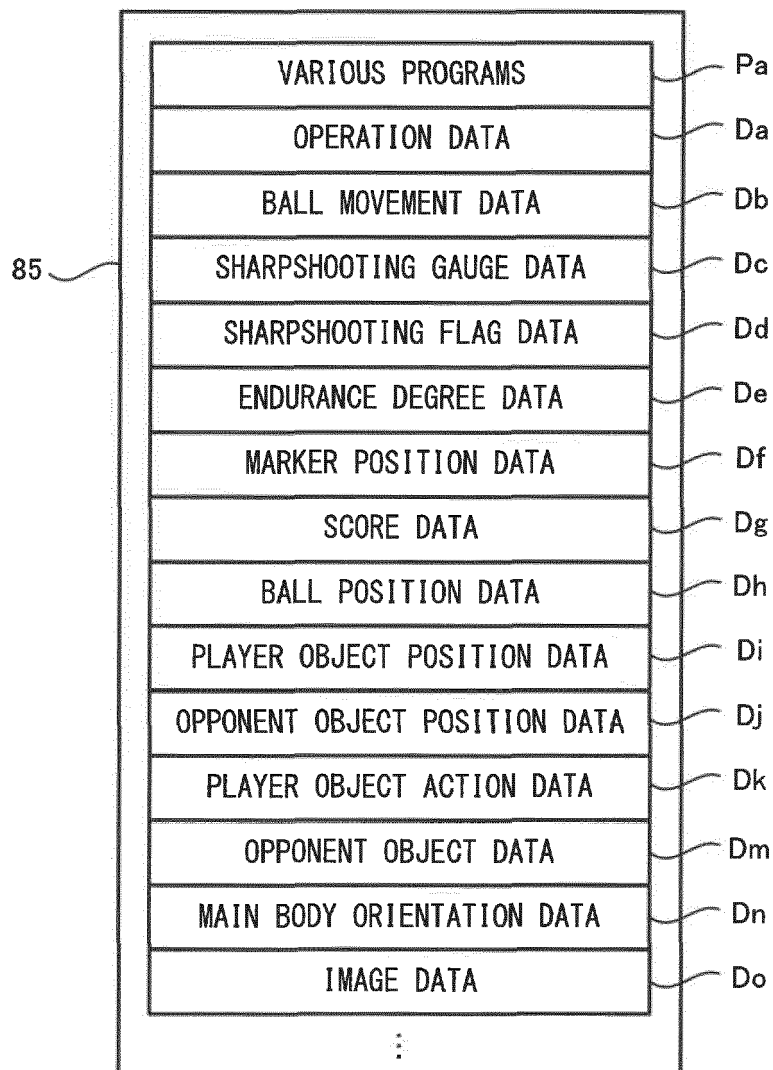 VARIOUS PROGRAMS Pa
OPERATION DATA Da
BALL MOVEMENT DATA Db
85 SHARPSHOOTING GAUGE DATA Dc
SHARPSHOOTING FLAG DATA Dd
ENDURANCE DEGREE DATA De
MARKER POSITION DATA Df
SCORE DATA Dg
BALL POSITION DATA Dh
PLAYER OBJECT POSITION DATA Di
OPPONENT OBJECT POSITION DATA Dj
PLAYER OBJECT ACTION DATA Dk
OPPONENT OBJECT DATA Dm
MAIN BODY ORIENTATION DATA Dn
IMAGE DATA Do
⋮